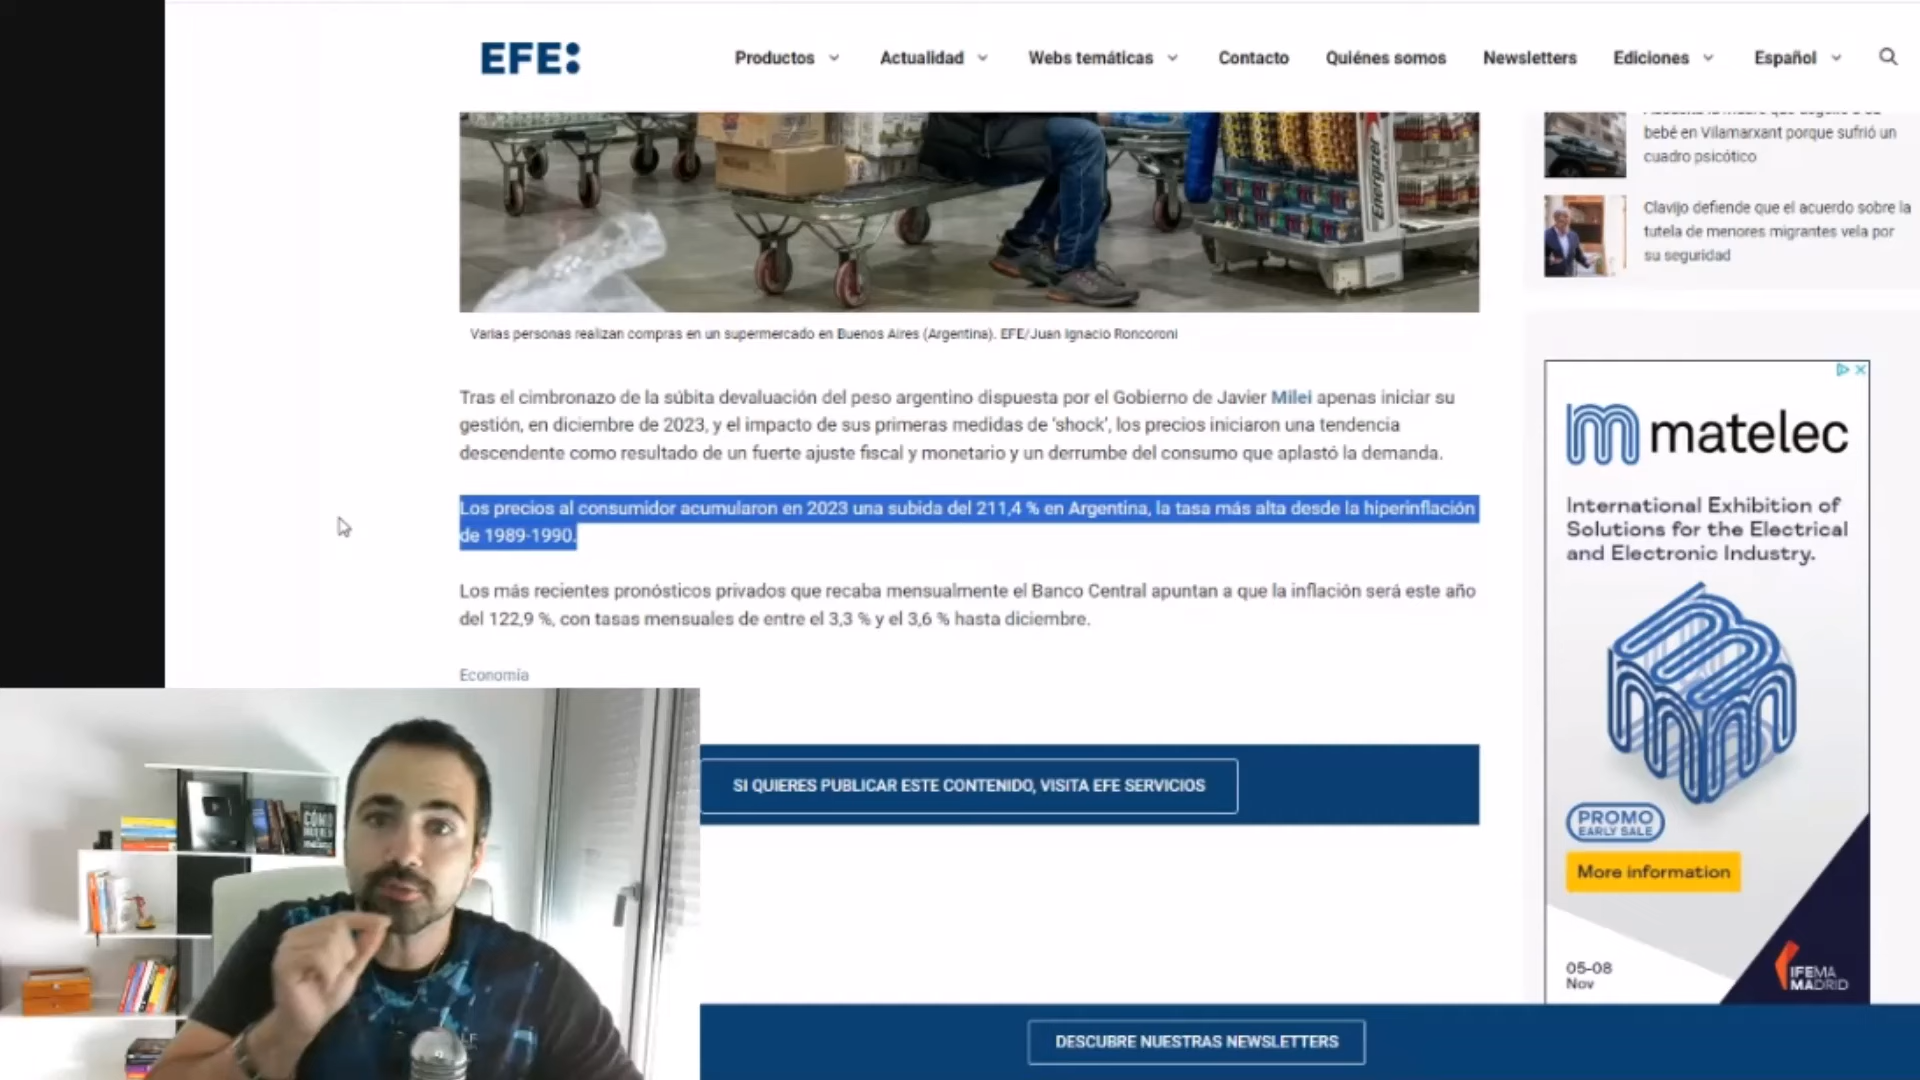 EFE:
Productos
Actualidad
Webs temáticas
Contacto
Quiénes somos
Newsletters
Ediciones
Español
Energizer
bebé en Vilamarxant porque sufrió un
cuadro psicótico
Clavijo defiende que el acuerdo sobre la
tutela de menores migrantes vela por
su seguridad
Varias personas realizan compras en un supermercado en Buenos Aires (Argentina). EFE/Juan Ignacio Roncoroni
Tras el cimbronazo de la súbita devaluación del peso argentino dispuesta por el Gobierno de Javier Milei apenas iniciar su
gestión, en diciembre de 2023, y el impacto de sus primeras medidas de 'shock', los precios iniciaron una tendencia
descendente como resultado de un fuerte ajuste fiscal y monetario y un derrumbe del consumo que aplastó la demanda.
Los precios al consumidor acumularon en 2023 una subida del 211,4 % en Argentina, la tasa más alta desde la hiperinflación
de 1989-1990.
Los más recientes pronósticos privados que recaba mensualmente el Banco Central apuntan a que la inflación será este año
del 122,9 %, con tasas mensuales de entre el 3,3 % y el 3,6 % hasta diciembre.
Economía
SI QUIERES PUBLICAR ESTE CONTENIDO, VISITA EFE SERVICIOS
DESCUBRE NUESTRAS NEWSLETTERS
matelec
International Exhibition of
Solutions for the Electrical
and Electronic Industry.
PROMO
EARLY SALE
More information
05-08
Nov
IFEMA
MADRID
CÓMO